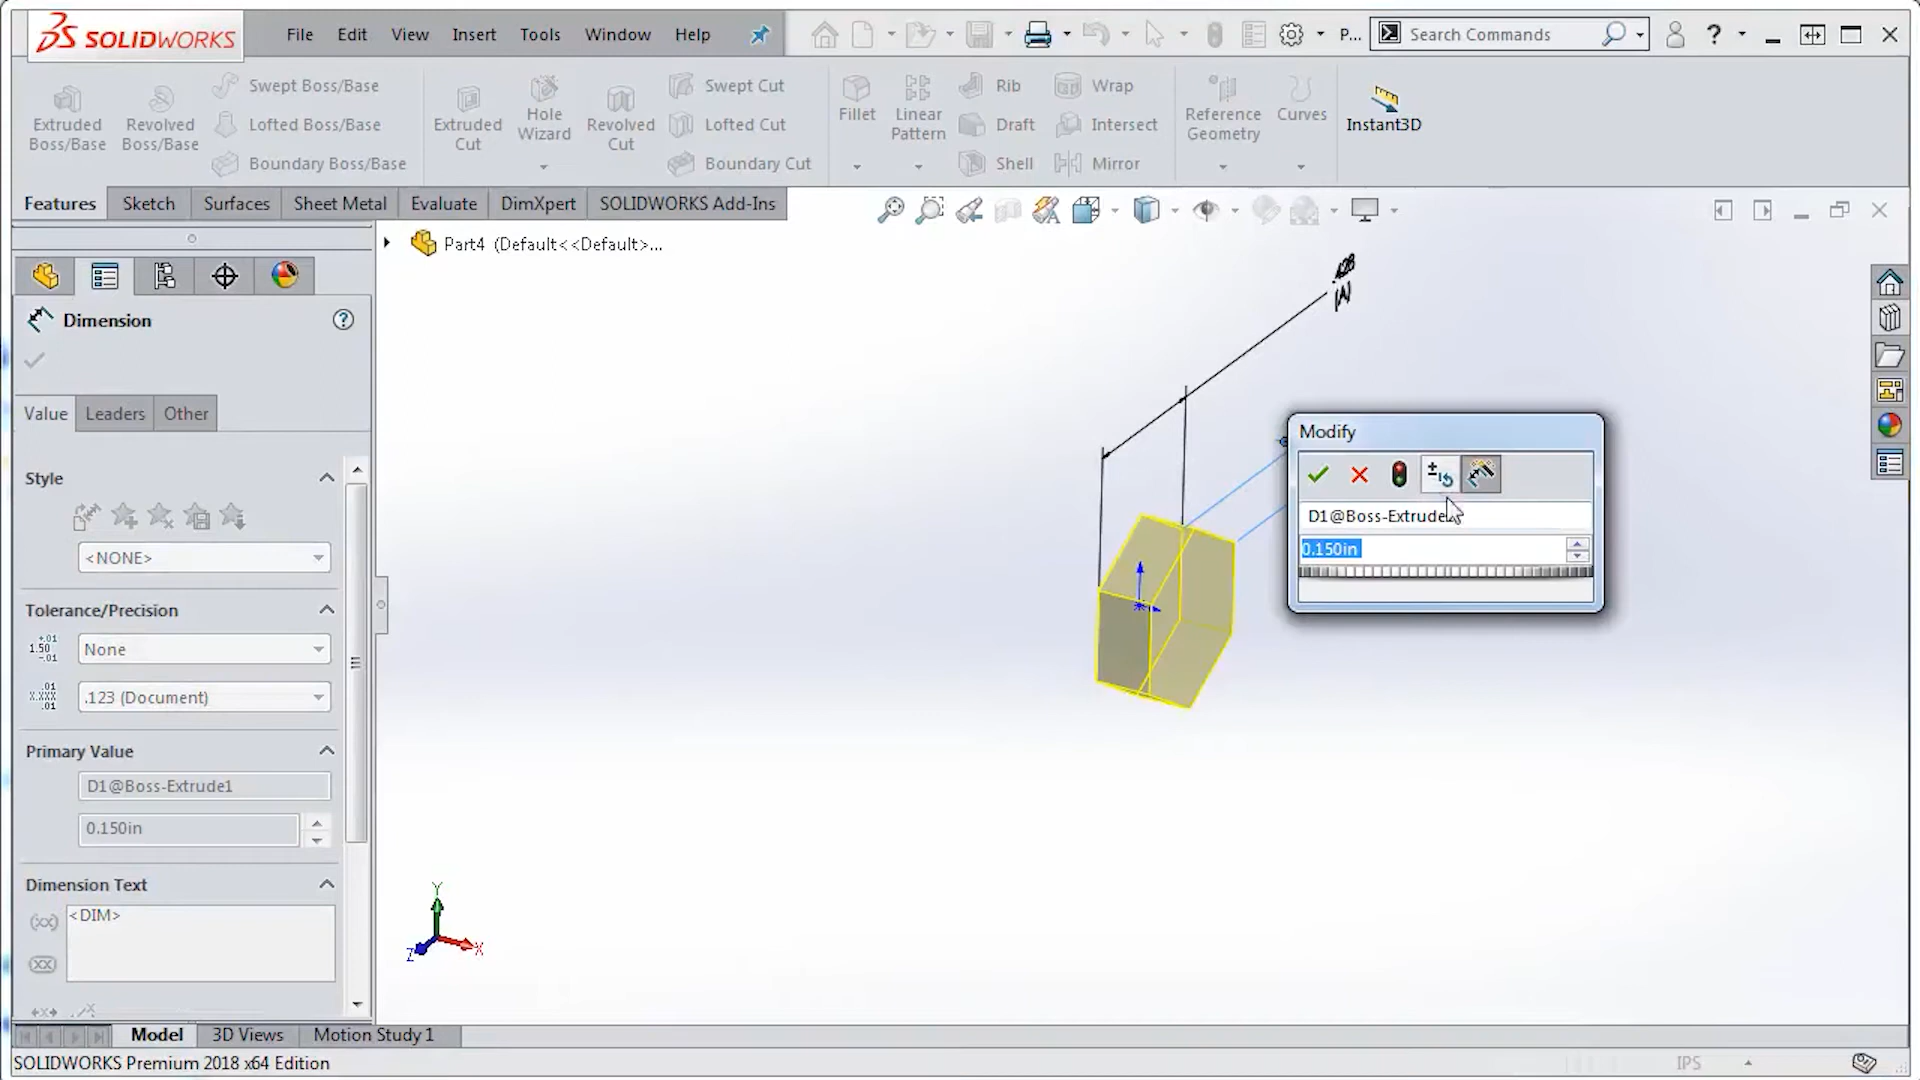 SOLIDWORKS File Edit View Insert Tools Window Help P... Search Commands ?
Extruded Boss/Base
Revolved Boss/Base
Swept Boss/Base
Lofted Boss/Base
Boundary Boss/Base
Extruded Cut
Hole Wizard
Revolved Cut
Swept Cut
Lofted Cut
Boundary Cut
Fillet
Linear Pattern
Rib
Draft
Shell
Wrap
Intersect
Mirror
Reference Geometry
Curves
Instant3D
Features Sketch Surfaces Sheet Metal Evaluate DimXpert SOLIDWORKS Add-Ins
Part4 (Default<<Default>...
Dimension ?
Value Leaders Other
Style
<NONE>
Tolerance/Precision
None
.123 (Document)
Primary Value
D1@Boss-Extrude1
0.150in
Dimension Text
<DIM>
(xx)
Modify
D1@Boss-Extrude
0.150in
(A)
Y
Z
X
Model 3D Views Motion Study 1
SOLIDWORKS Premium 2018 x64 Edition IPS